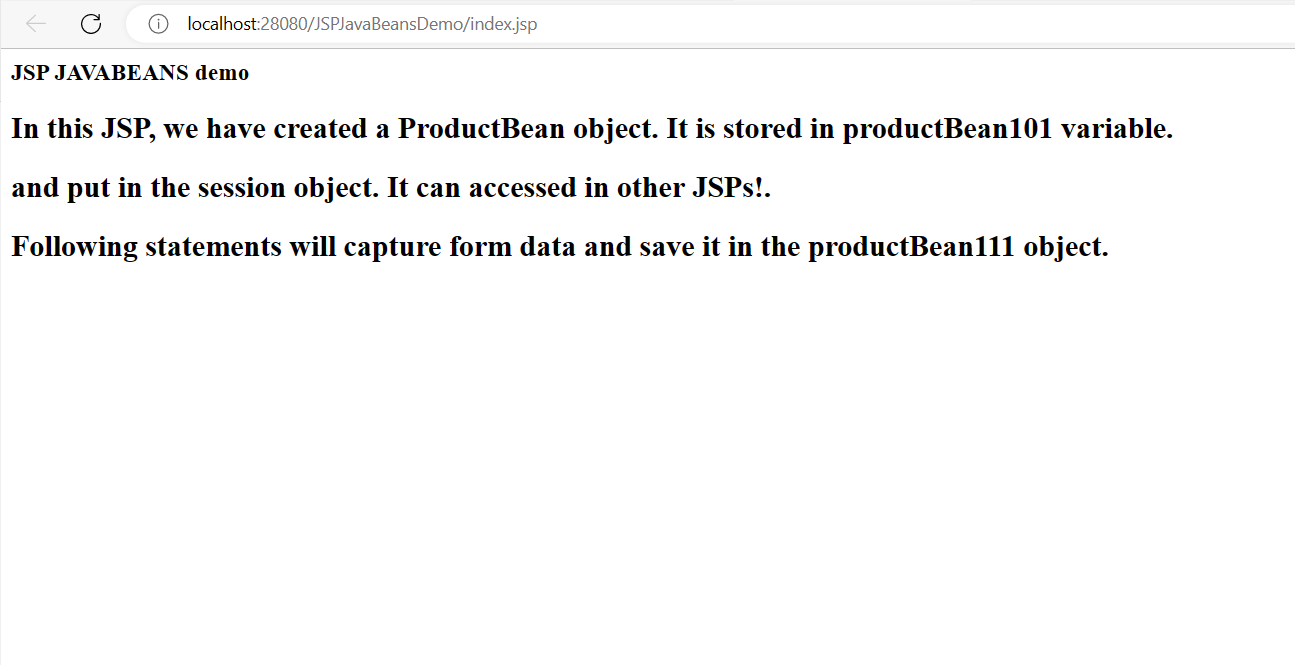 localhost:28080/JSPJavaBeansDemo/index.jsp
JSP JAVABEANS demo
In this JSP, we have created a ProductBean object. It is stored in productBean101 variable.
and put in the session object. It can accessed in other JSPs!.
Following statements will capture form data and save it in the productBean111 object.